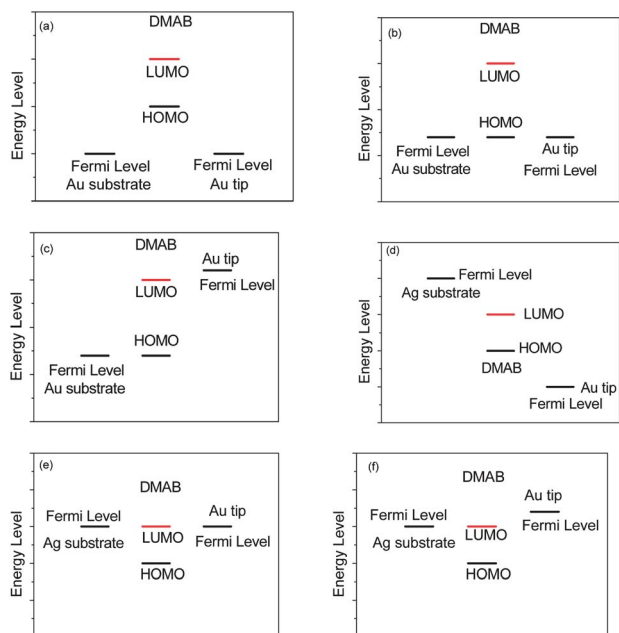 (a)
DMAB
LUMO
HOMO
Fermi Level
Au substrate
Fermi Level
Au tip
Energy Level
(b)
DMAB
LUMO
HOMO
Fermi Level
Au substrate
Au tip
Fermi Level
Energy Level
(c)
DMAB
Au tip
Fermi Level
LUMO
HOMO
Fermi Level
Au substrate
Energy Level
(d)
Fermi Level
Ag substrate
LUMO
HOMO
DMAB
Au tip
Fermi Level
Energy Level
(e)
DMAB
Fermi Level
Ag substrate
LUMO
Au tip
Fermi Level
HOMO
Energy Level
(f)
DMAB
Fermi Level
Ag substrate
LUMO
Au tip
Fermi Level
HOMO
Energy Level